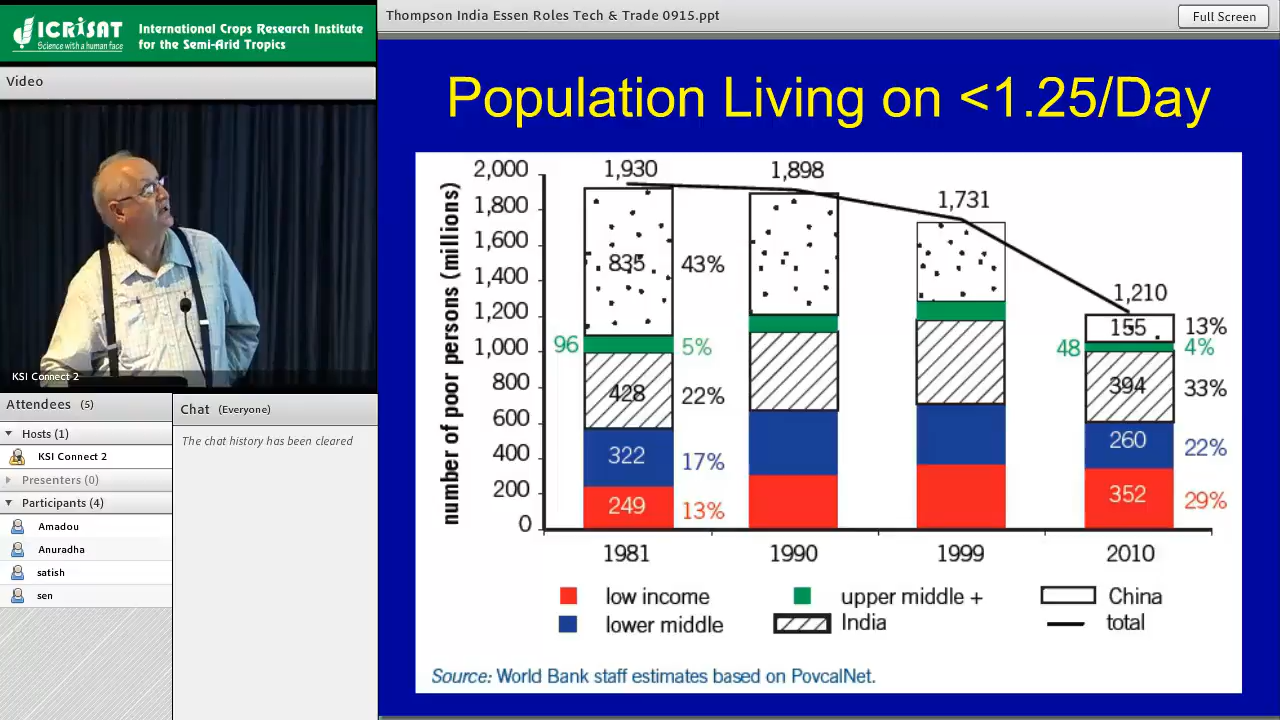 ICRISAT
Science with a human face
International Crops Research Institute
for the Semi-Arid Tropics
Thompson India Essen Roles Tech & Trade 0915.ppt
Full Screen
Video
KSI Connect 2
Attendees (5)
Hosts (1)
KSI Connect 2
Presenters (0)
Participants (4)
Amadou
Anuradha
satish
sen
Chat (Everyone)
The chat history has been cleared
Population Living on <1.25/Day
number of poor persons (millions)
2,000
1,800
1,600
1,400
1,200
1,000
800
600
400
200
0
1,930
835 43%
96 5%
428 22%
322 17%
249 13%
1,898
1,731
1,210
155 13%
48 4%
394 33%
260 22%
352 29%
1981 1990 1999 2010
low income upper middle + China
lower middle India total
Source: World Bank staff estimates based on PovcalNet.